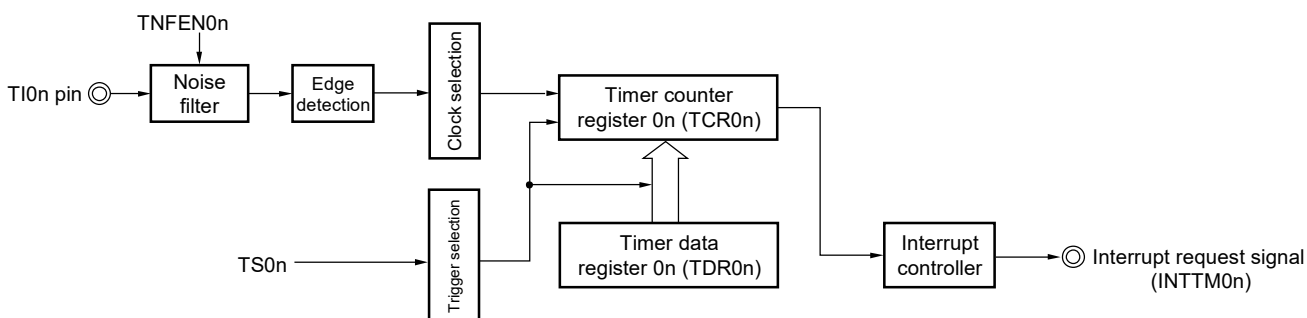 TNFEN0n
TI0n pin
Noise
filter
Edge
detection
Clock selection
Timer counter
register 0n (TCR0n)
TS0n
Trigger selection
Timer data
register 0n (TDR0n)
Interrupt
controller
Interrupt request signal
(INTTM0n)